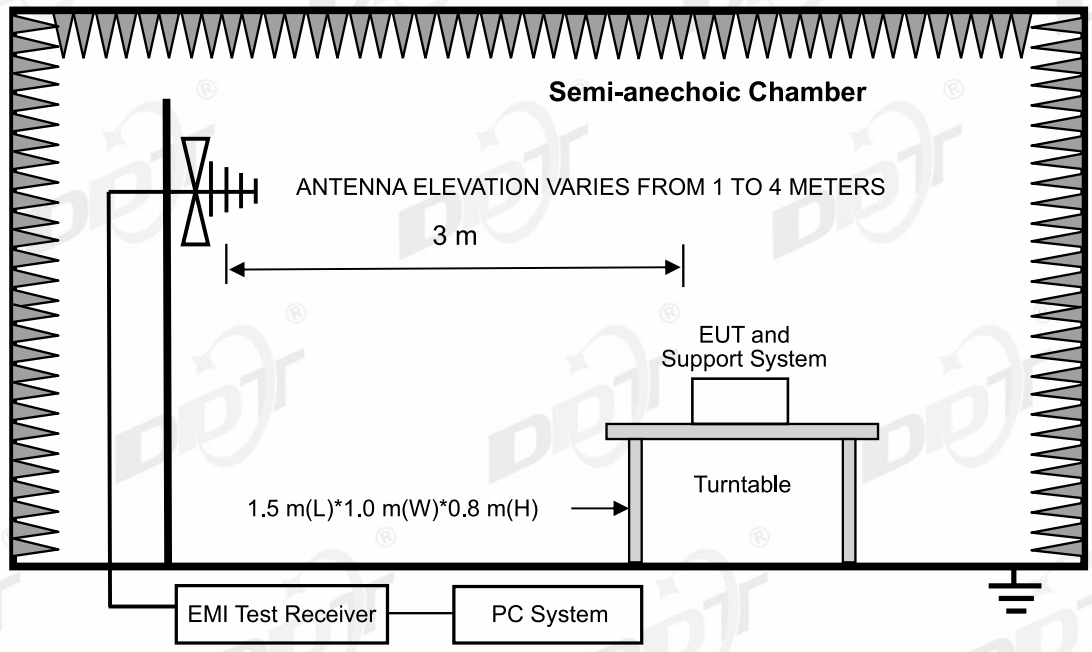 Semi-anechoic Chamber
ANTENNA ELEVATION VARIES FROM 1 TO 4 METERS
3 m
EUT and
Support System
Turntable
1.5 m(L)*1.0 m(W)*0.8 m(H)
EMI Test Receiver
PC System
DDT®